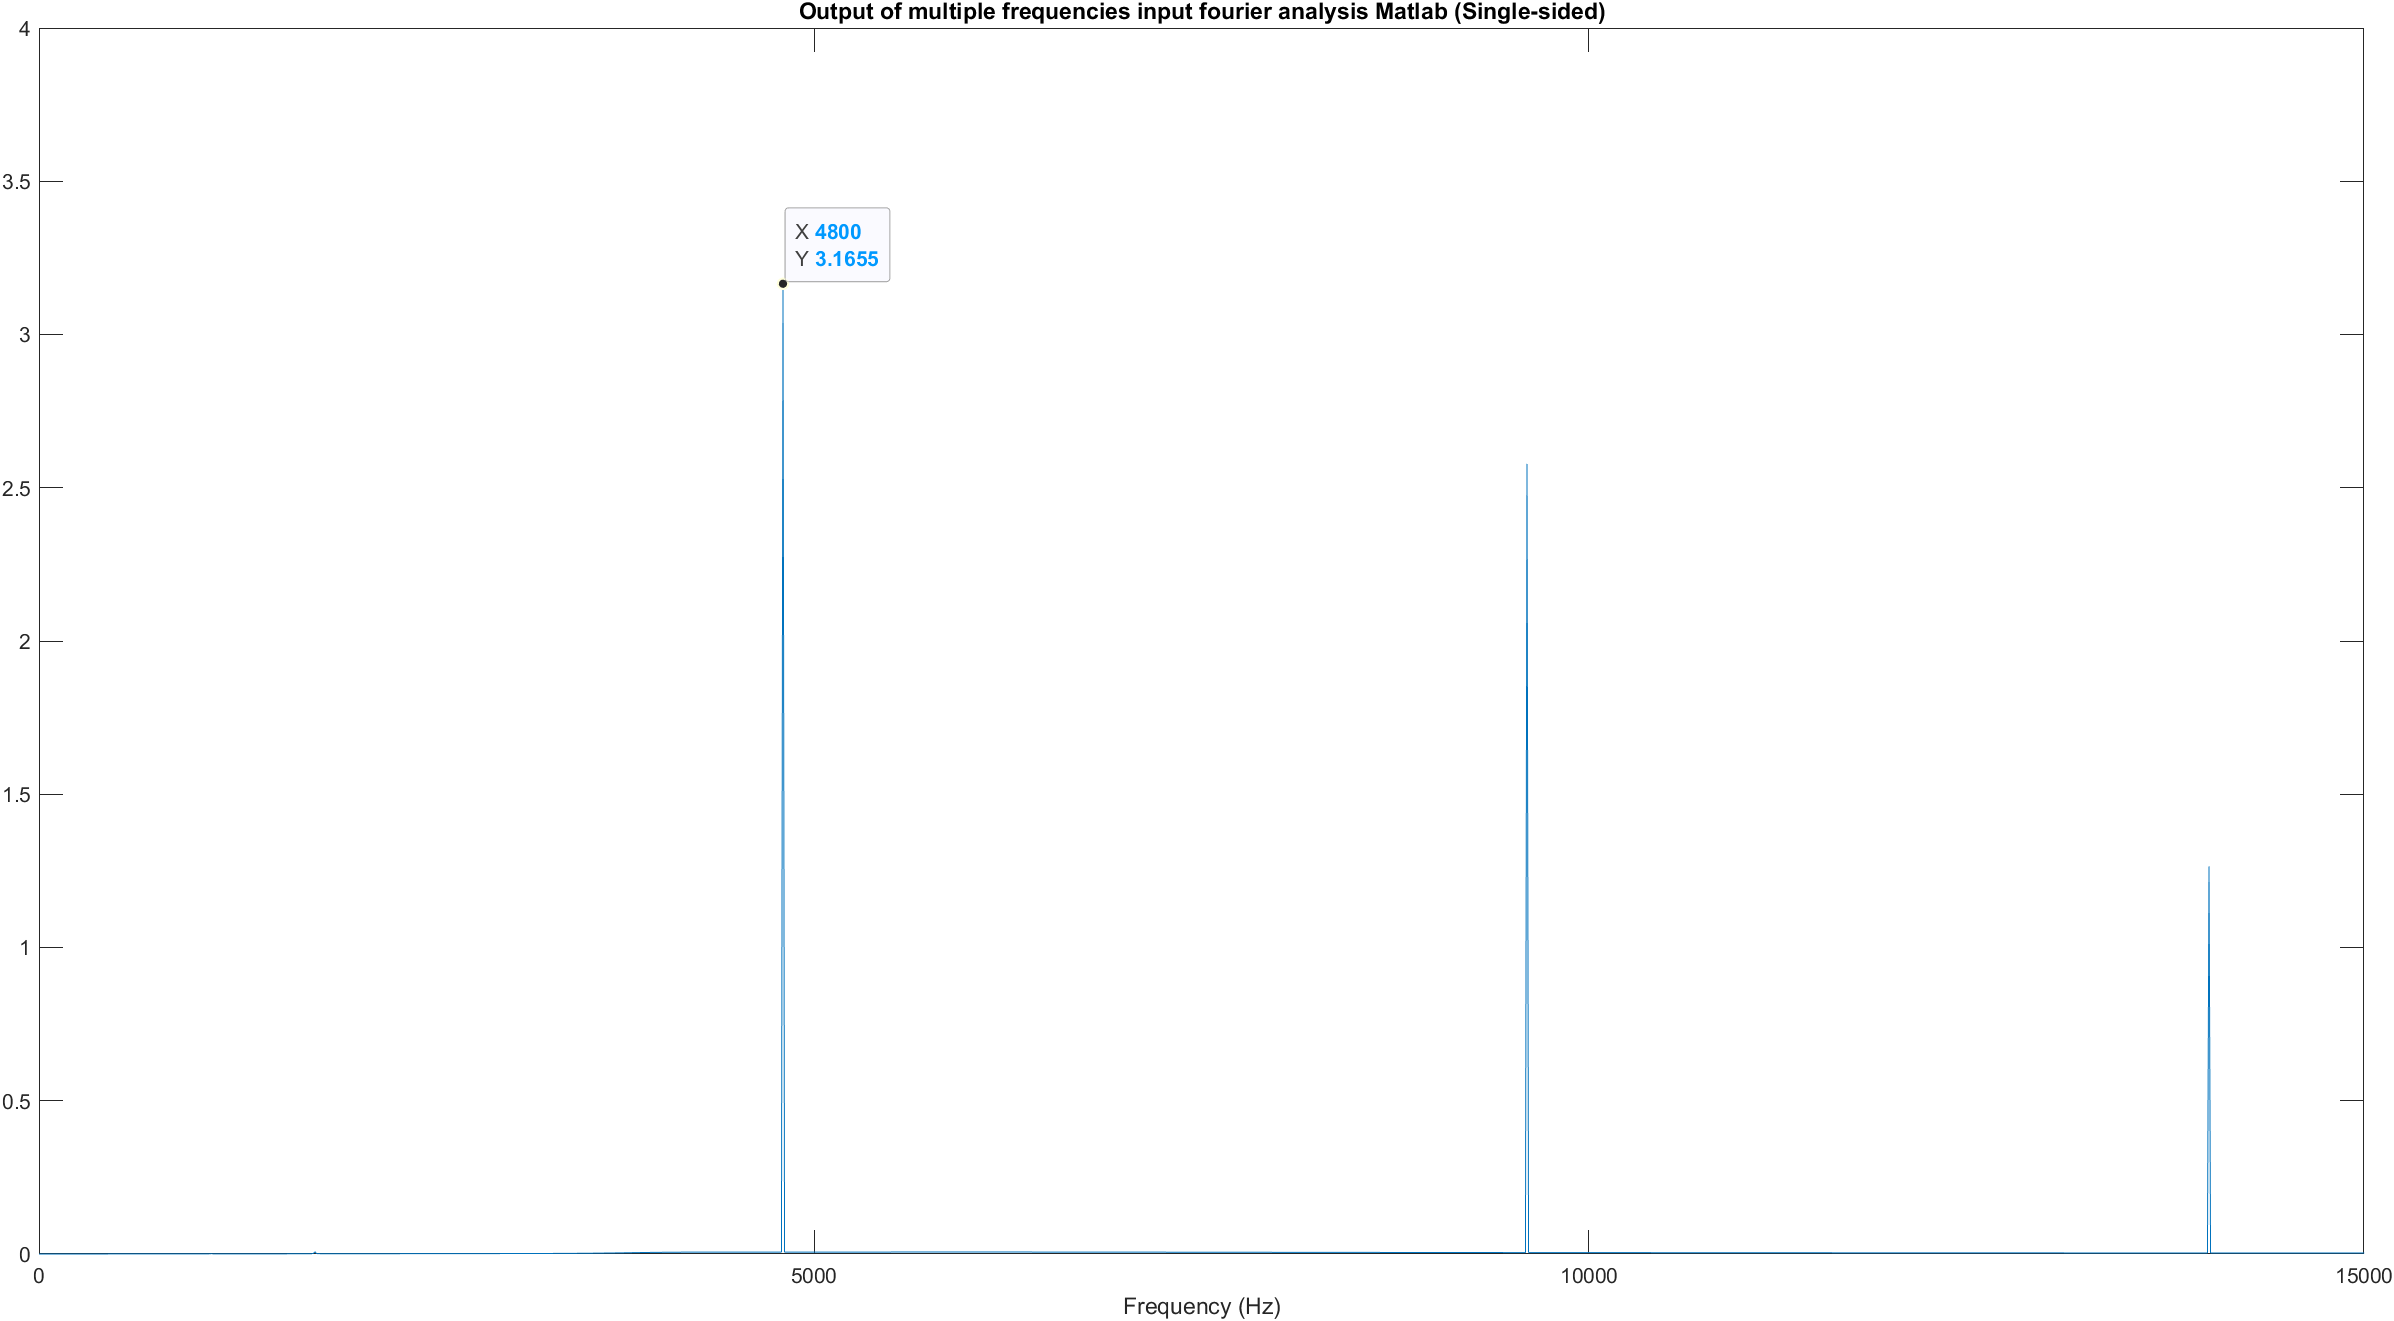 Output of multiple frequencies input fourier analysis Matlab (Single-sided)
4
3.5
X 4800
Y 3.1655
3
2.5
2
1.5
1
0.5
0
0 5000 10000 15000
Frequency (Hz)